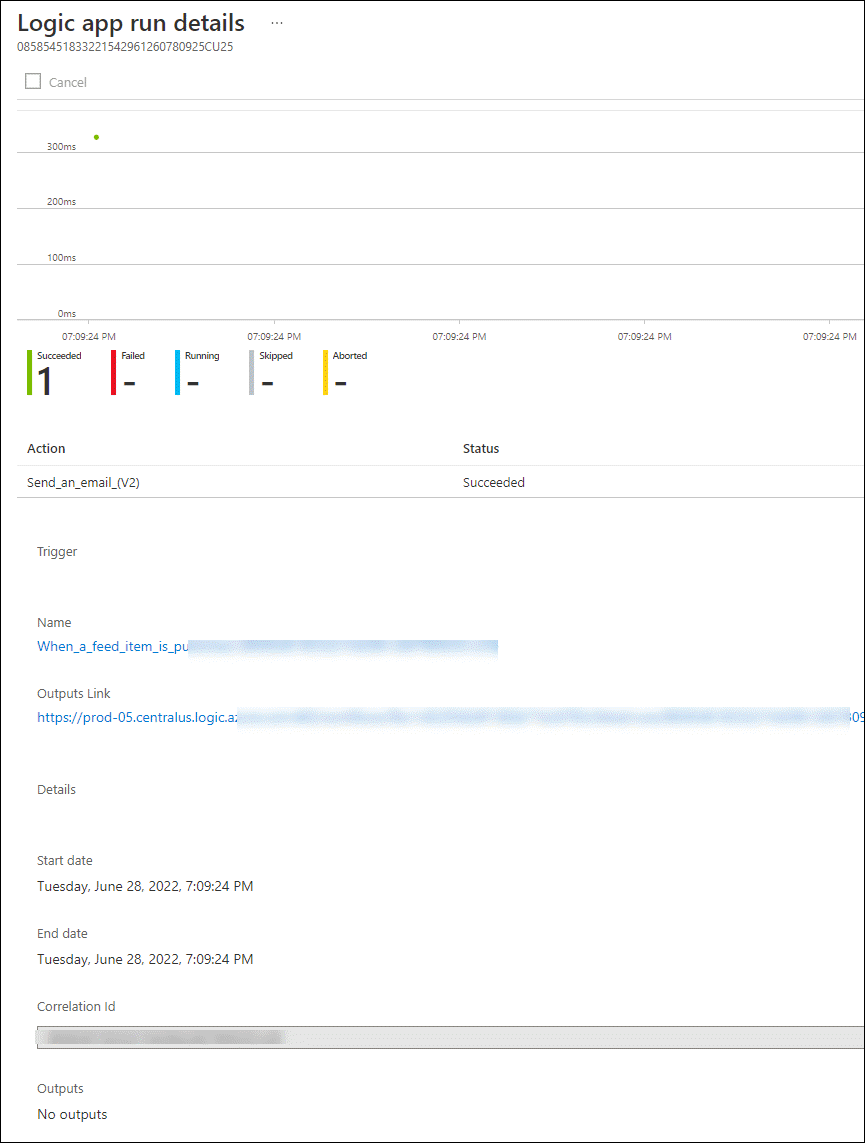 Logic app run details ...
08585451833221542961260780925CU25
Cancel
300ms
200ms
100ms
0ms
07:09:24 PM 07:09:24 PM 07:09:24 PM 07:09:24 PM 07:09:24 PM
Succeeded Failed Running Skipped Aborted
1 - - - -
Action Status
Send_an_email_(V2) Succeeded
Trigger
Name
When_a_feed_item_is_pu
Outputs Link
https://prod-05.centralus.logic.az
Details
Start date
Tuesday, June 28, 2022, 7:09:24 PM
End date
Tuesday, June 28, 2022, 7:09:24 PM
Correlation Id
Outputs
No outputs